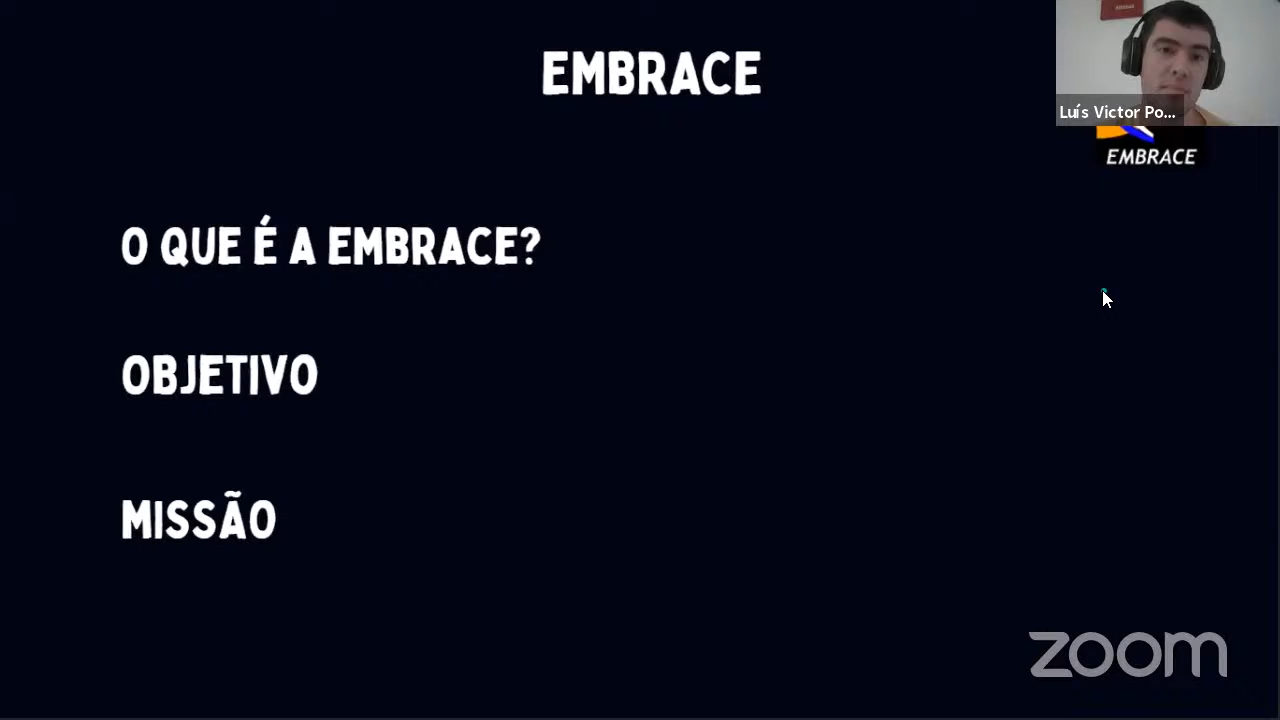 EMBRACE
Luís Victor Po...
EMBRACE
O QUE É A EMBRACE?
OBJETIVO
MISSÃO
zoom